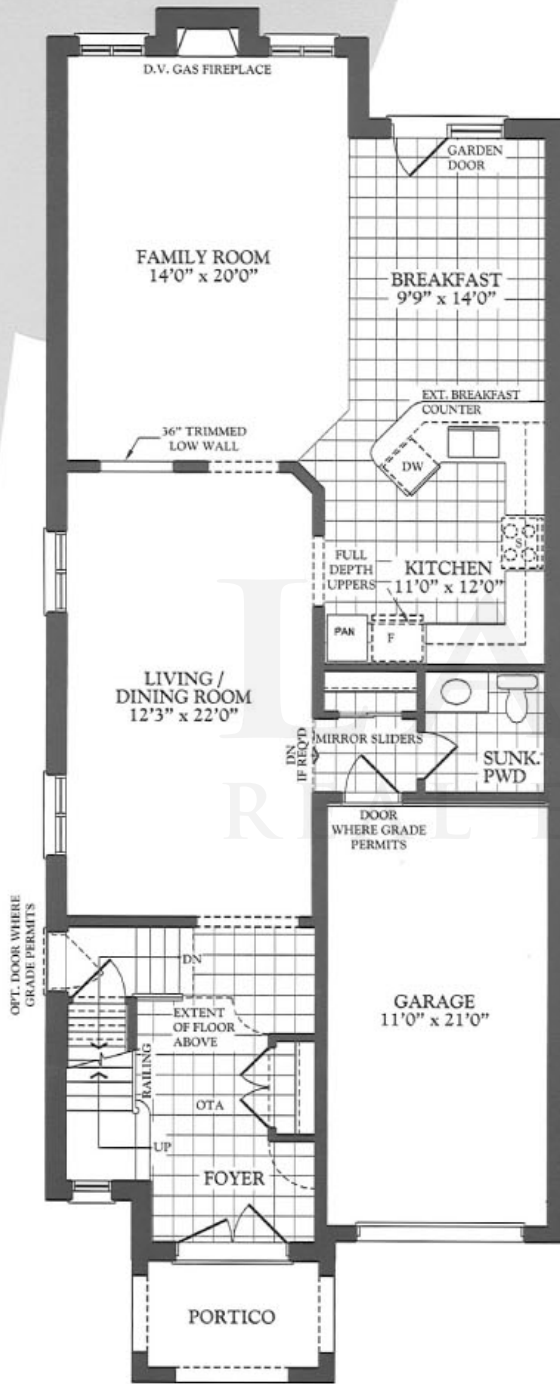 D.V. GAS FIREPLACE
GARDEN
DOOR
FAMILY ROOM
14'0" x 20'0"
BREAKFAST
9'9" x 14'0"
EXT. BREAKFAST
COUNTER
36" TRIMMED
LOW WALL
DW
S
FULL
DEPTH
UPPERS
KITCHEN
11'0" x 12'0"
PAN
F
LIVING /
DINING ROOM
12'3" x 22'0"
DN
IF REQ'D
MIRROR SLIDERS
SUNK.
PWD
DOOR
WHERE GRADE
PERMITS
OPT. DOOR WHERE
GRADE PERMITS
DN
EXTENT
OF FLOOR
ABOVE
GARAGE
11'0" x 21'0"
RAILING
OTA
UP
FOYER
PORTICO